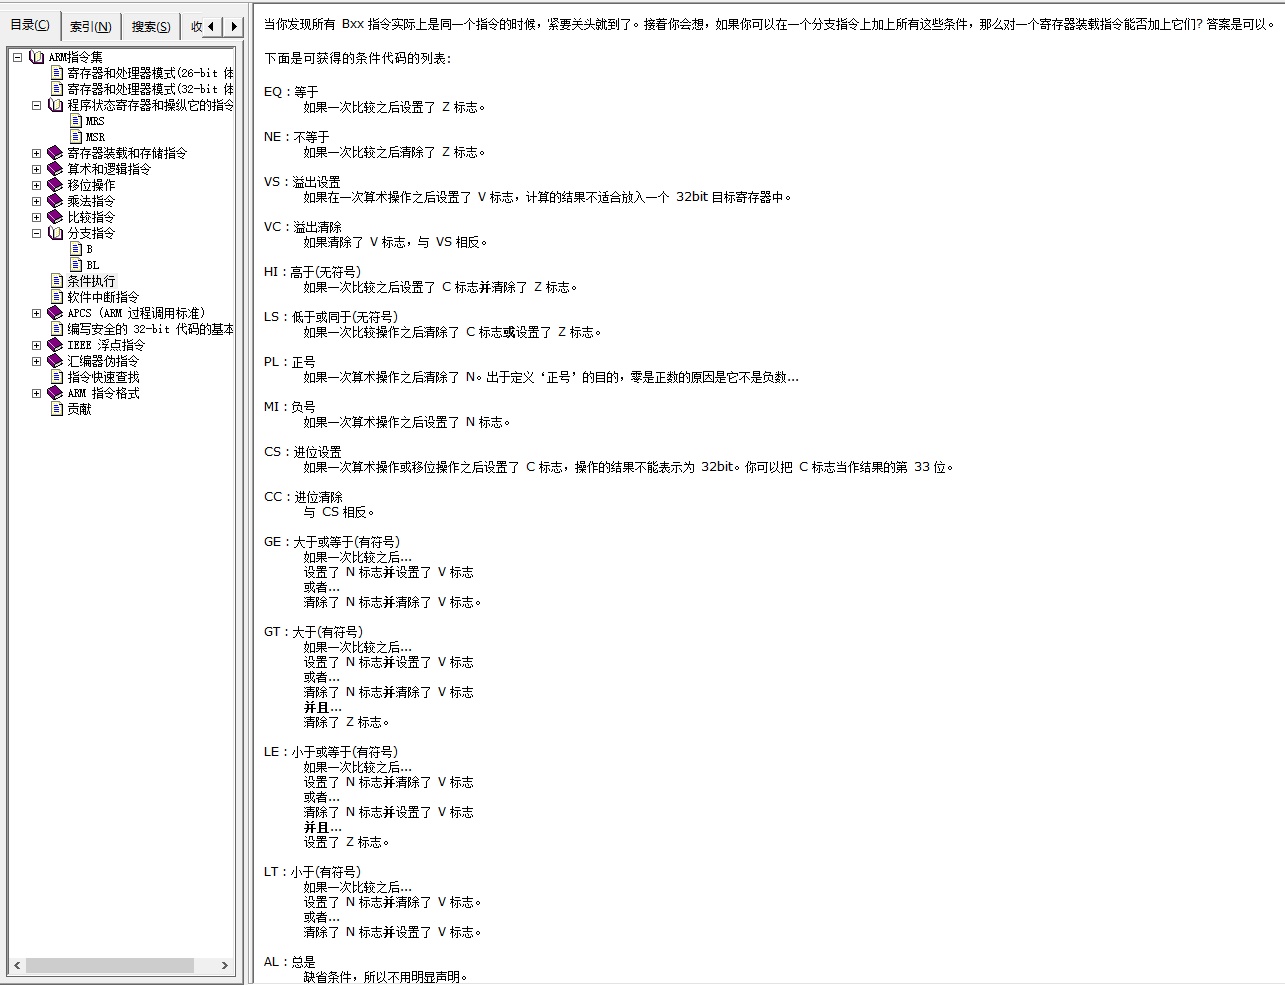 目录(C)
索引(N)
搜索(S)
收
ARM指令集
寄存器和处理器模式(26-bit 体
寄存器和处理器模式(32-bit 体
程序状态寄存器和操纵它的指令
MRS
MSR
寄存器装载和存储指令
算术和逻辑指令
移位操作
乘法指令
比较指令
分支指令
B
BL
条件执行
软件中断指令
APCS (ARM 过程调用标准)
编写安全的 32-bit 代码的基本
IEEE 浮点指令
汇编器伪指令
指令快速查找
ARM 指令格式
贡献
当你发现所有 Bxx 指令实际上是同一个指令的时候，紧要关头就到了。接着你会想，如果你可以在一个分支指令上加上所有这些条件，那么对一个寄存器装载指令能否加上它们? 答案是可以。
下面是可获得的条件代码的列表:
EQ : 等于
如果一次比较之后设置了 Z 标志。
NE : 不等于
如果一次比较之后清除了 Z 标志。
VS : 溢出设置
如果在一次算术操作之后设置了 V 标志，计算的结果不适合放入一个 32bit 目标寄存器中。
VC : 溢出清除
如果清除了 V 标志，与 VS 相反。
HI : 高于(无符号)
如果一次比较之后设置了 C 标志并清除了 Z 标志。
LS : 低于或同于(无符号)
如果一次比较操作之后清除了 C 标志或设置了 Z 标志。
PL : 正号
如果一次算术操作之后清除了 N。出于定义‘正号’的目的，零是正数的原因是它不是负数...
MI : 负号
如果一次算术操作之后设置了 N 标志。
CS : 进位设置
如果一次算术操作或移位操作之后设置了 C 标志，操作的结果不能表示为 32bit。你可以把 C 标志当作结果的第 33 位。
CC : 进位清除
与 CS 相反。
GE : 大于或等于(有符号)
如果一次比较之后...
设置了 N 标志并设置了 V 标志
或者...
清除了 N 标志并清除了 V 标志。
GT : 大于(有符号)
如果一次比较之后...
设置了 N 标志并设置了 V 标志
或者...
清除了 N 标志并清除了 V 标志
并且...
清除了 Z 标志。
LE : 小于或等于(有符号)
如果一次比较之后...
设置了 N 标志并清除了 V 标志
或者...
清除了 N 标志并设置了 V 标志
并且...
设置了 Z 标志。
LT : 小于(有符号)
如果一次比较之后...
设置了 N 标志并清除了 V 标志。
或者...
清除了 N 标志并设置了 V 标志。
AL : 总是
缺省条件，所以不用明显声明。